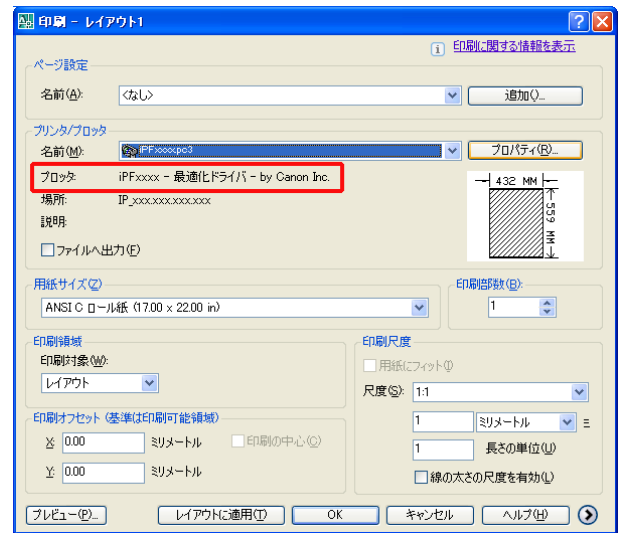 印刷 - レイアウト1
印刷に関する情報を表示
ページ設定
名前(A): <なし> 追加()...
プリンタ/プロッタ
名前(M): iPFxxxx.pc3 プロパティ(R)...
プロッタ: iPFxxxx - 最適化ドライバ - by Canon Inc.
場所: IP_xxx.xxx.xxx.xxx
説明:
ファイルへ出力(F)
432 MM
559 MM
用紙サイズ(Z)
ANSI C ロール紙 (17.00 x 22.00 in)
印刷部数(B):
1
印刷領域
印刷対象(W):
レイアウト
印刷尺度
用紙にフィット(I)
尺度(S): 1:1
1 ミリメートル =
1 長さの単位(U)
線の太さの尺度を有効(L)
印刷オフセット (基準は印刷可能領域)
X: 0.00 ミリメートル 印刷の中心(C)
Y: 0.00 ミリメートル
プレビュー(P)... レイアウトに適用(T) OK キャンセル ヘルプ(H)